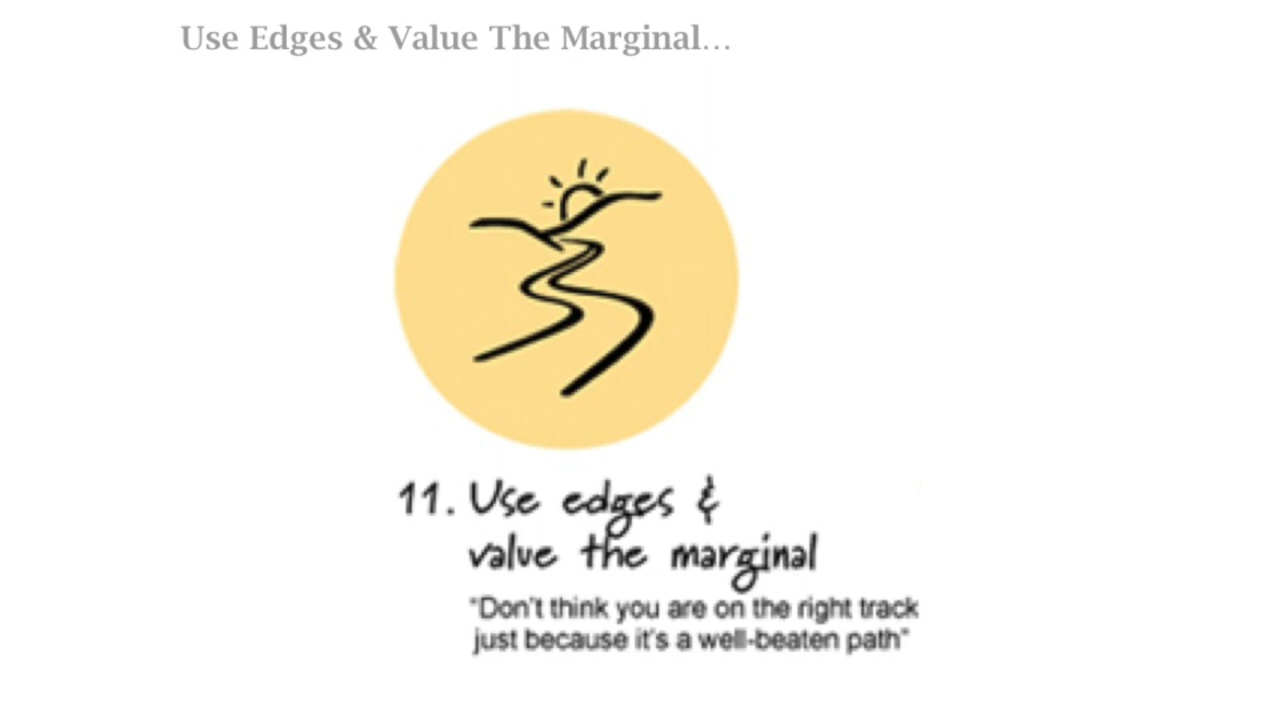 Use Edges & Value The Marginal…
11. Use edges &
value the marginal
"Don't think you are on the right track
just because it's a well-beaten path"